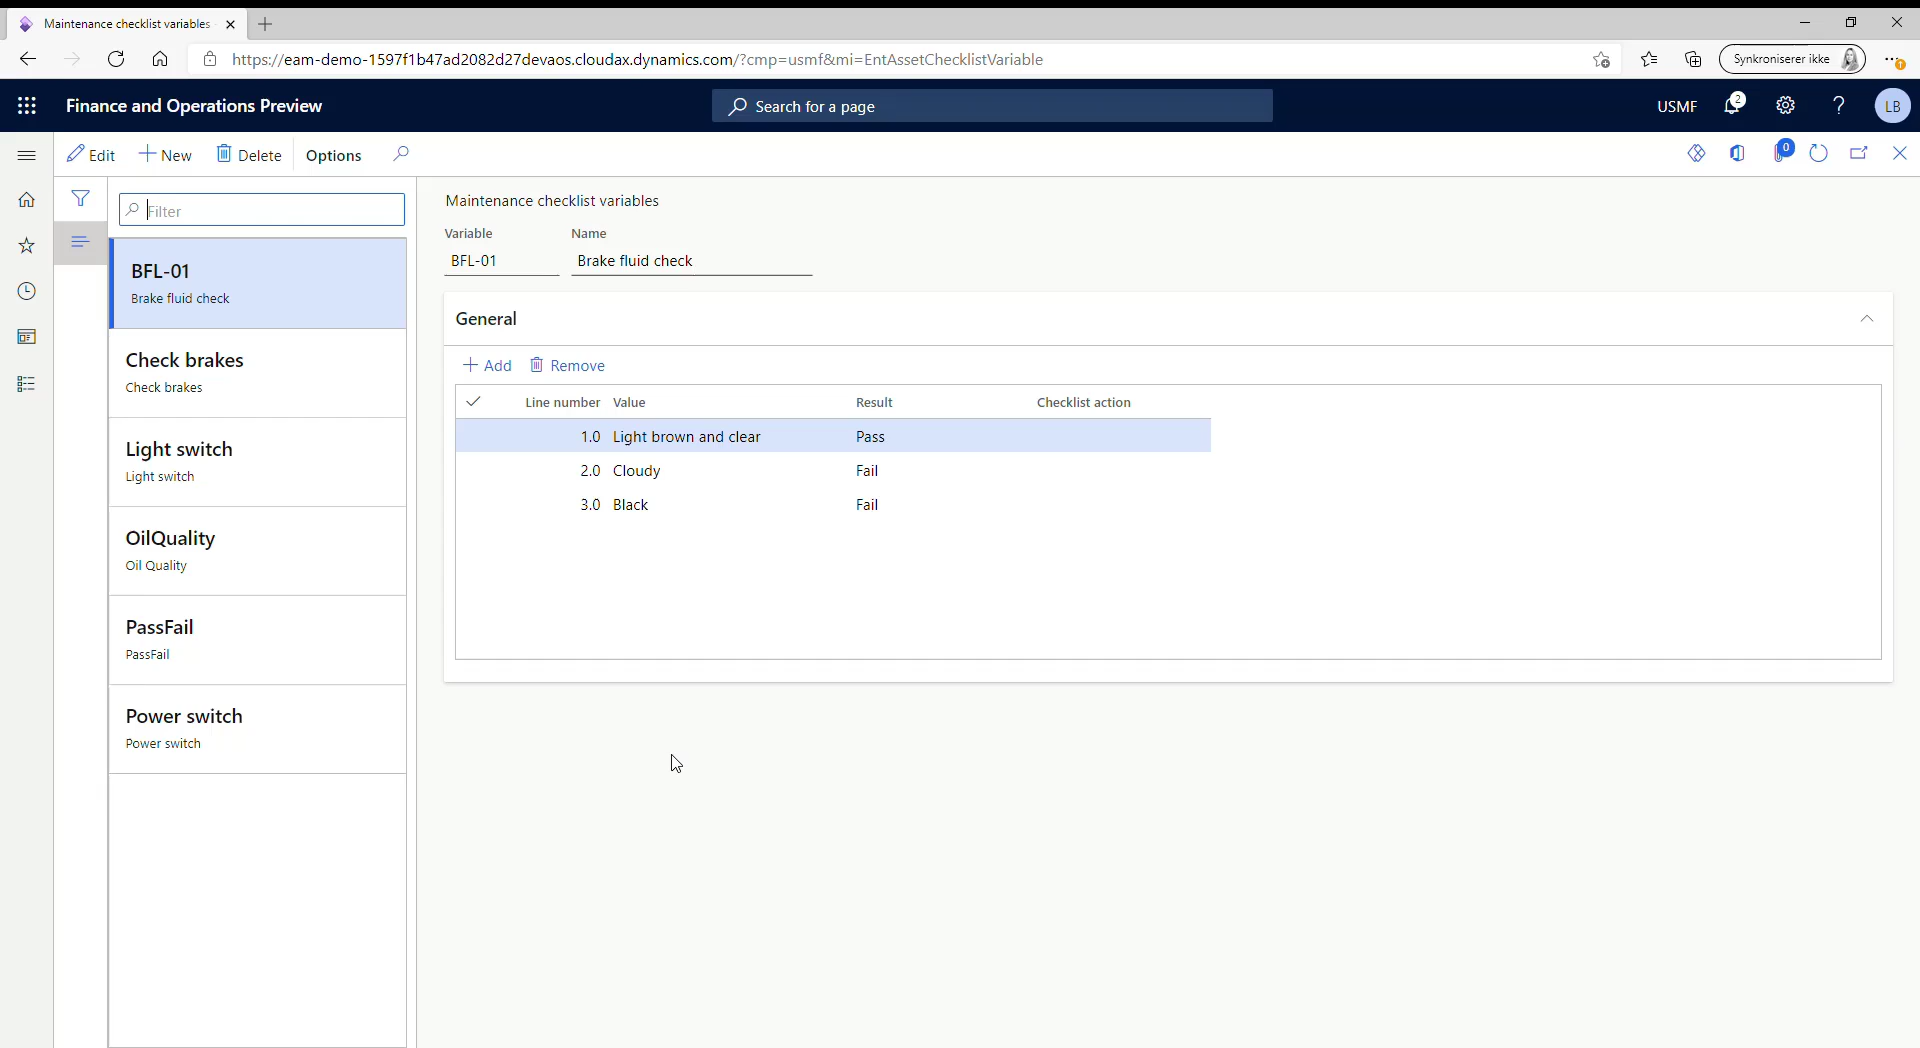 Maintenance checklist variables
https://eam-demo-1597f1b47ad2082d27devaos.cloudax.dynamics.com/?cmp=usmf&mi=EntAssetChecklistVariable
Synkroniserer ikke
Finance and Operations Preview
Search for a page
USMF
2
?
LB
Edit
New
Delete
Options
0
Filter
BFL-01
Brake fluid check
Check brakes
Check brakes
Light switch
Light switch
OilQuality
Oil Quality
PassFail
PassFail
Power switch
Power switch
Maintenance checklist variables
Variable Name
BFL-01 Brake fluid check
General
Add Remove
Line number Value Result Checklist action
1.0 Light brown and clear Pass
2.0 Cloudy Fail
3.0 Black Fail